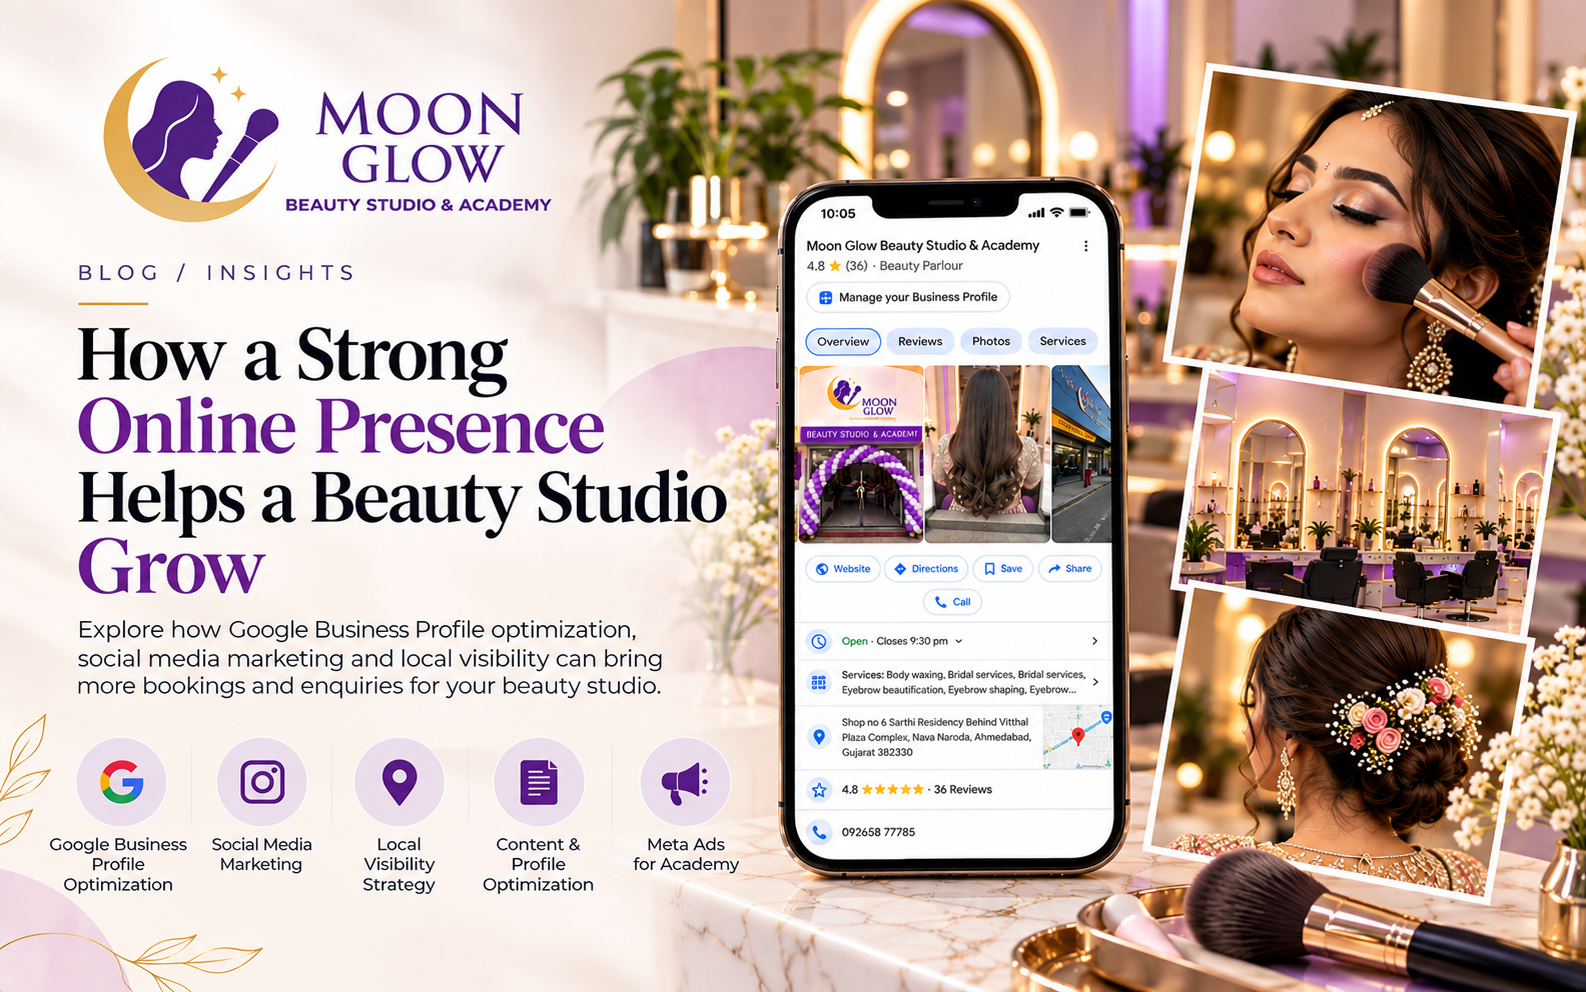 MOON
GLOW
BEAUTY STUDIO & ACADEMY
BLOG / INSIGHTS
How a Strong
Online Presence
Helps a Beauty Studio
Grow
Explore how Google Business Profile optimization,
social media marketing and local visibility can bring
more bookings and enquiries for your beauty studio.
Google Business
Profile
Optimization
Social Media
Marketing
Local
Visibility
Strategy
Content &
Profile
Optimization
Meta Ads
for Academy
10:05
Moon Glow Beauty Studio & Academy
4.8 (36) · Beauty Parlour
Manage your Business Profile
Overview
Reviews
Photos
Services
MOON
GLOW
BEAUTY STUDIO & ACADEMY
Website
Directions
Save
Share
Call
Open · Closes 9:30 pm
Services: Body waxing, Bridal services, Bridal services,
Eyebrow beautification, Eyebrow shaping, Eyebrow...
Shop no 6 Sarthi Residency Behind Vitthal
Plaza Complex, Nava Naroda, Ahmedabad,
Gujarat 382330
4.8 ★★★★★ · 36 Reviews
092658 77785